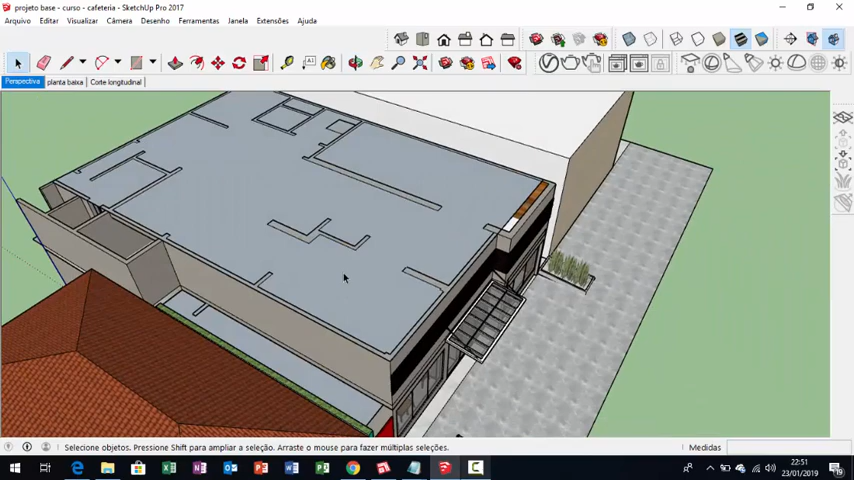 projeto base - curso - cafeteria - SketchUp Pro 2017
Arquivo Editar Visualizar Câmera Desenho Ferramentas Janela Extensões Ajuda
Perspectiva planta baixa Corte longitudinal
Selecione objetos. Pressione Shift para ampliar a seleção. Arraste o mouse para fazer múltiplas seleções. Medidas
22:51
23/01/2019